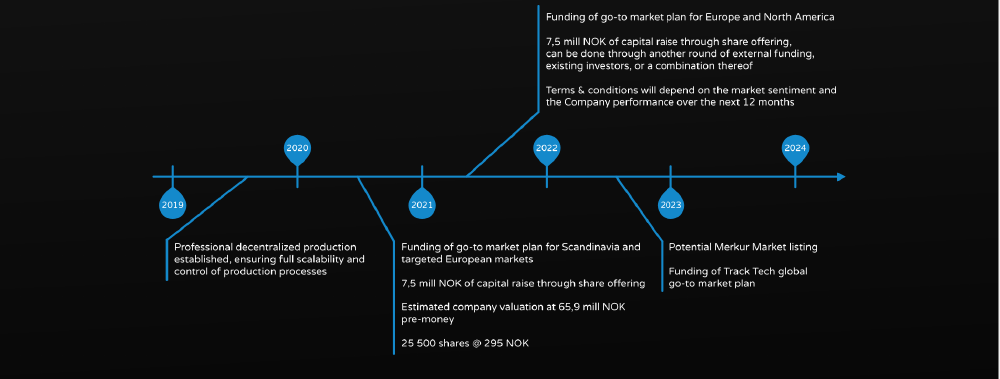 Funding of go-to market plan for Europe and North America
7,5 mill NOK of capital raise through share offering,
can be done through another round of external funding,
existing investors, or a combination thereof
Terms & conditions will depend on the market sentiment and
the Company performance over the next 12 months
2020
2022
2024
2019
2021
2023
Professional decentralized production
established, ensuring full scalability and
control of production processes
Funding of go-to market plan for Scandinavia and
targeted European markets
7,5 mill NOK of capital raise through share offering
Estimated company valuation at 65,9 mill NOK
pre-money
25 500 shares @ 295 NOK
Potential Merkur Market listing
Funding of Track Tech global
go-to market plan